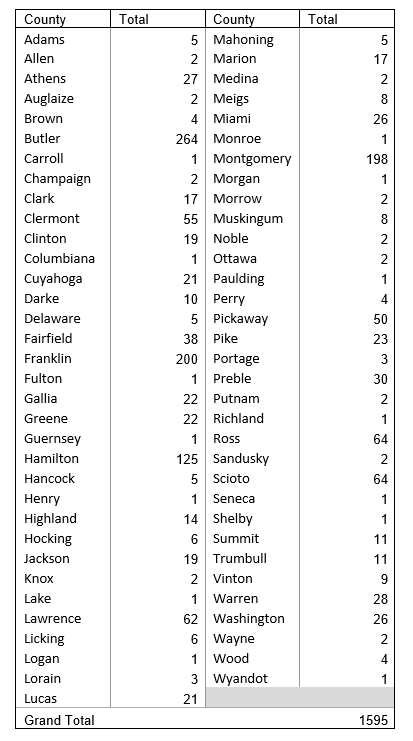 County Total County Total
Adams 5 Mahoning 5
Allen 2 Marion 17
Athens 27 Medina 2
Auglaize 2 Meigs 8
Brown 4 Miami 26
Butler 264 Monroe 1
Carroll 1 Montgomery 198
Champaign 2 Morgan 1
Clark 17 Morrow 2
Clermont 55 Muskingum 8
Clinton 19 Noble 2
Columbiana 1 Ottawa 2
Cuyahoga 21 Paulding 1
Darke 10 Perry 4
Delaware 5 Pickaway 50
Fairfield 38 Pike 23
Franklin 200 Portage 3
Fulton 1 Preble 30
Gallia 22 Putnam 2
Greene 22 Richland 1
Guernsey 1 Ross 64
Hamilton 125 Sandusky 2
Hancock 5 Scioto 64
Henry 1 Seneca 1
Highland 14 Shelby 1
Hocking 6 Summit 11
Jackson 19 Trumbull 11
Knox 2 Vinton 9
Lake 1 Warren 28
Lawrence 62 Washington 26
Licking 6 Wayne 2
Logan 1 Wood 4
Lorain 3 Wyandot 1
Lucas 21
Grand Total 1595